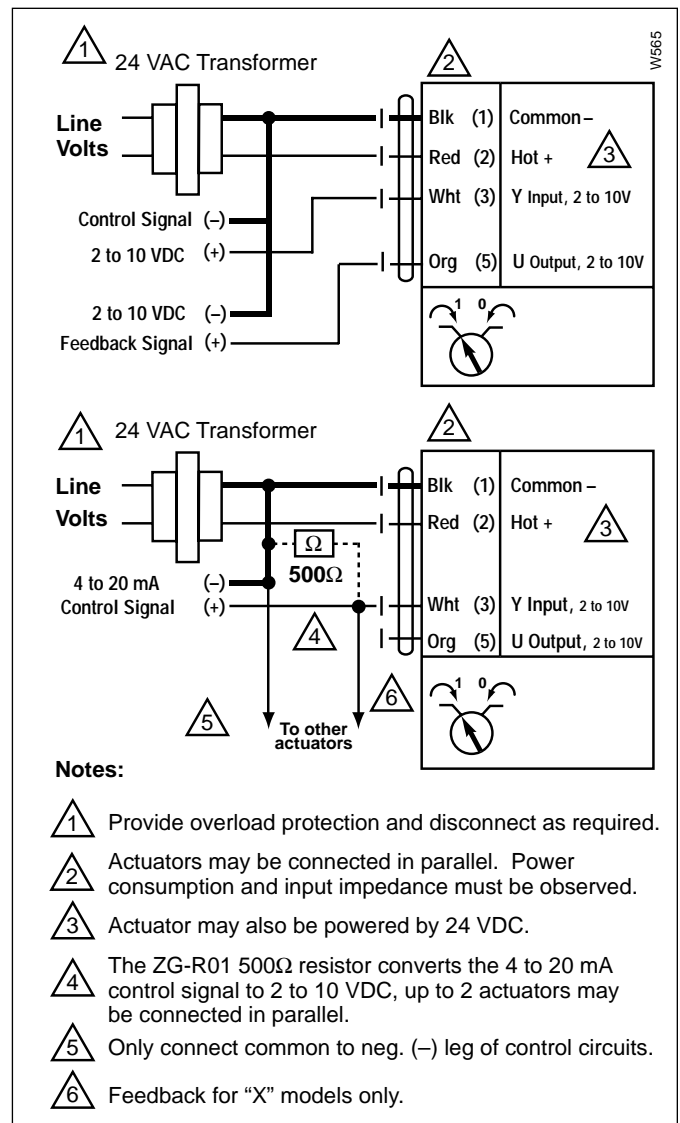 W565
1
24 VAC Transformer
2
Line
Volts
Blk (1) Common –
Red (2) Hot +
3
Wht (3) Y Input, 2 to 10V
Control Signal (–)
2 to 10 VDC (+)
Org (5) U Output, 2 to 10V
2 to 10 VDC (–)
Feedback Signal (+)
1 0
1
24 VAC Transformer
2
Line
Volts
Blk (1) Common –
Red (2) Hot +
3
Ω
500Ω
4 to 20 mA (–)
Control Signal (+)
Wht (3) Y Input, 2 to 10V
4
Org (5) U Output, 2 to 10V
5
To other
actuators
6
1 0
Notes:
1 Provide overload protection and disconnect as required.
2 Actuators may be connected in parallel. Power
consumption and input impedance must be observed.
3 Actuator may also be powered by 24 VDC.
4 The ZG-R01 500Ω resistor converts the 4 to 20 mA
control signal to 2 to 10 VDC, up to 2 actuators may
be connected in parallel.
5 Only connect common to neg. (–) leg of control circuits.
6 Feedback for “X” models only.